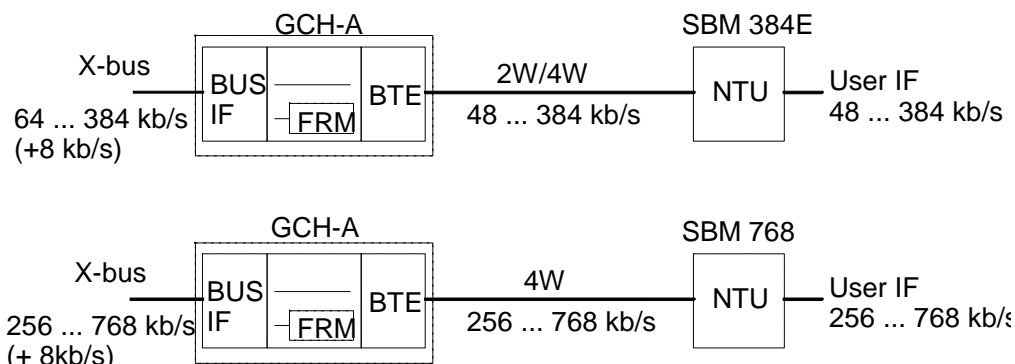 GCH-A
SBM 384E
X-bus
BUS IF
FRM
BTE
2W/4W
NTU
User IF
64 ... 384 kb/s
(+8 kb/s)
48 ... 384 kb/s
48 ... 384 kb/s
GCH-A
SBM 768
X-bus
BUS IF
FRM
BTE
4W
NTU
User IF
256 ... 768 kb/s
(+ 8kb/s)
256 ... 768 kb/s
256 ... 768 kb/s